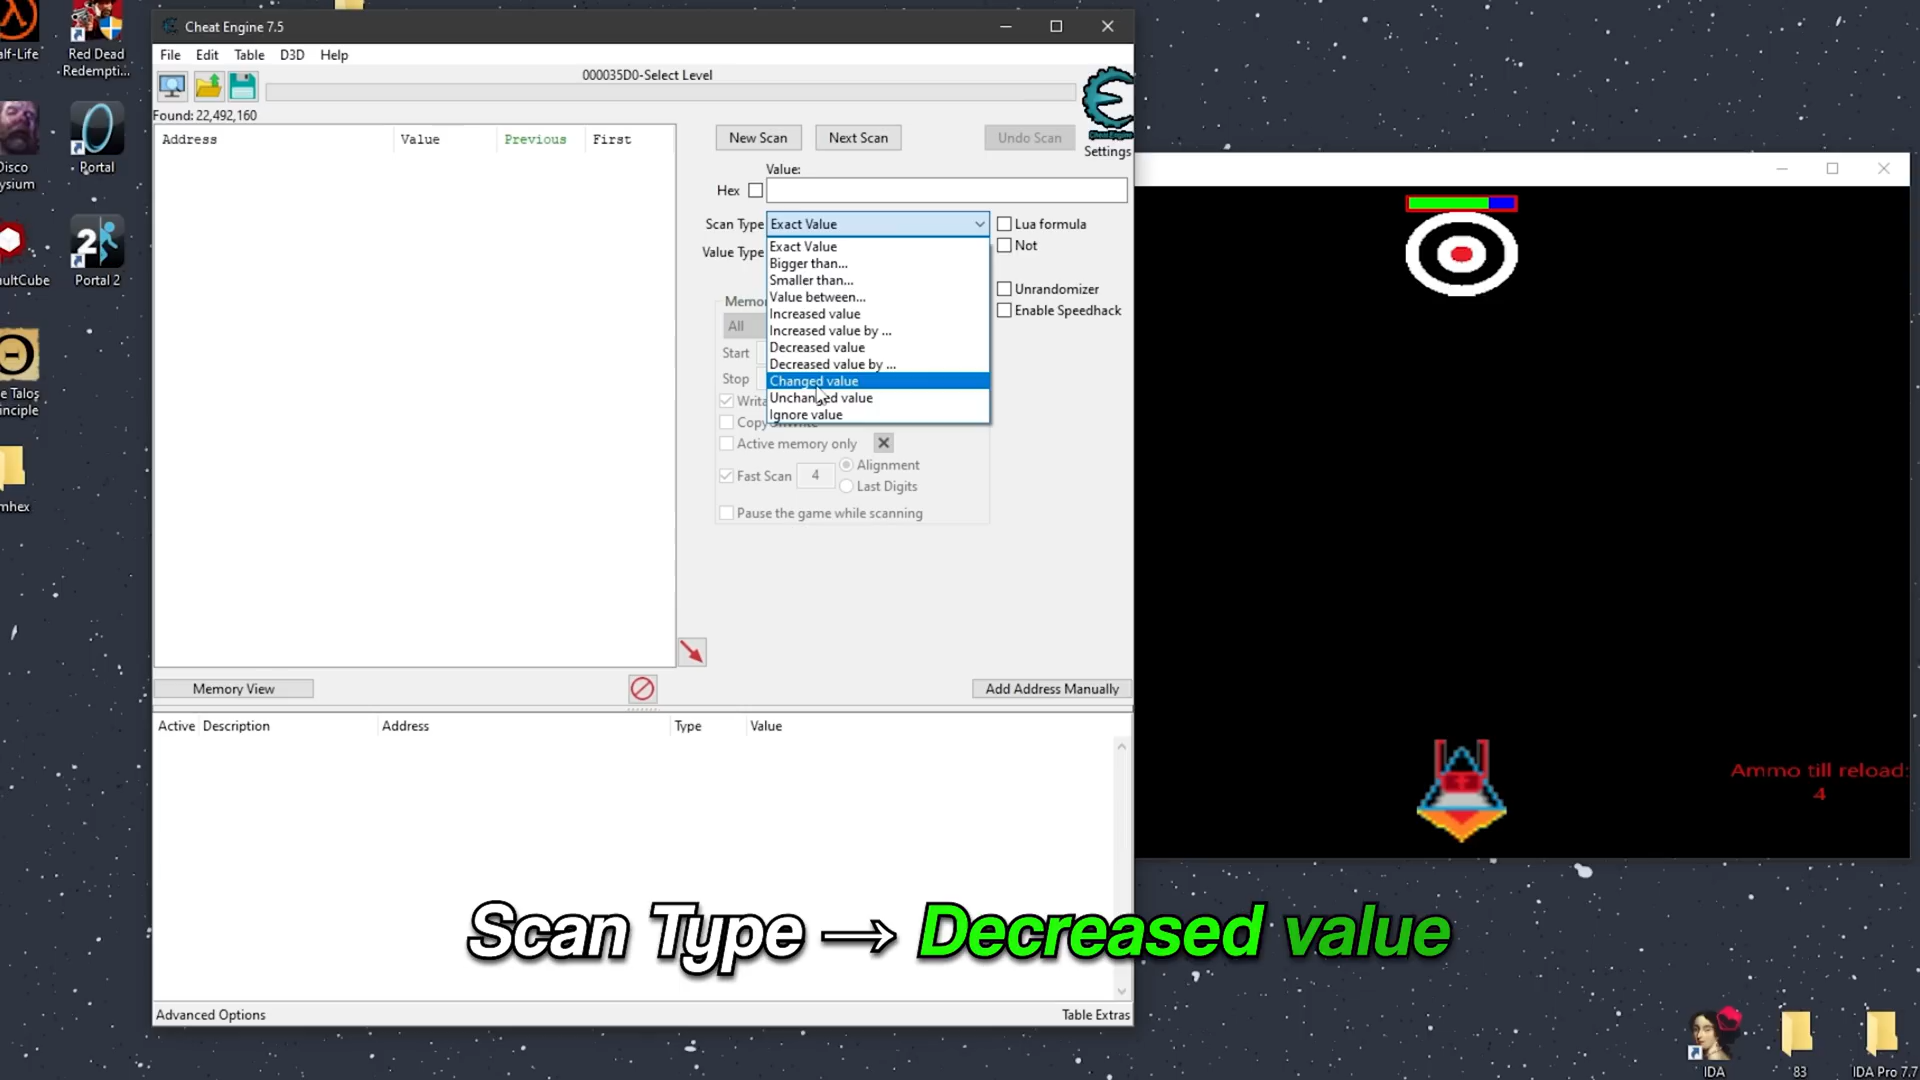 alf-Life
Red Dead
Redempti...
Disco
ysium
Portal
aultCube
Portal 2
e Talos
inciple
mhex
Cheat Engine 7.5
File Edit Table D3D Help
000035D0-Select Level
Found: 22,492,160
Address Value Previous First
New Scan Next Scan Undo Scan
Cheat Engine
Settings
Value:
Hex
Scan Type Exact Value
Lua formula
Value Type
Not
Exact Value
Bigger than...
Smaller than...
Value between...
Increased value
Increased value by ...
Decreased value
Decreased value by ...
Changed value
Unchanged value
Ignore value
Unrandomizer
Enable Speedhack
Memo
All
Start
Stop
Writa
Copy
Active memory only
Fast Scan 4 Alignment
Last Digits
Pause the game while scanning
Memory View Add Address Manually
Active Description Address Type Value
Ammo till reload:
4
Scan Type → Decreased value
Advanced Options Table Extras
IDA
83
IDA Pro 7.7